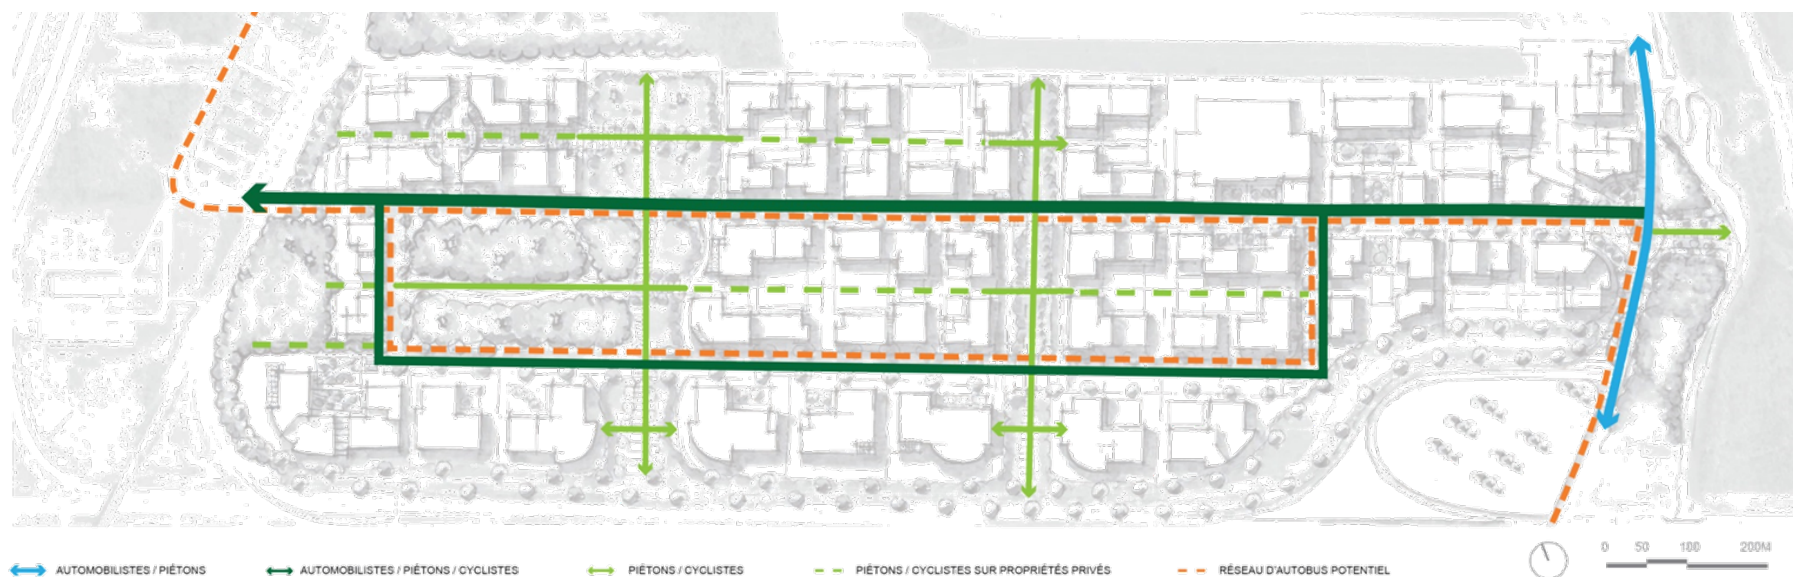 AUTOMOBILISTES / PIÉTONS
AUTOMOBILISTES / PIÉTONS / CYCLISTES
PIÉTONS / CYCLISTES
PIÉTONS / CYCLISTES SUR PROPRIÉTÉS PRIVÉS
RÉSEAU D'AUTOBUS POTENTIEL
0 50 100 200M